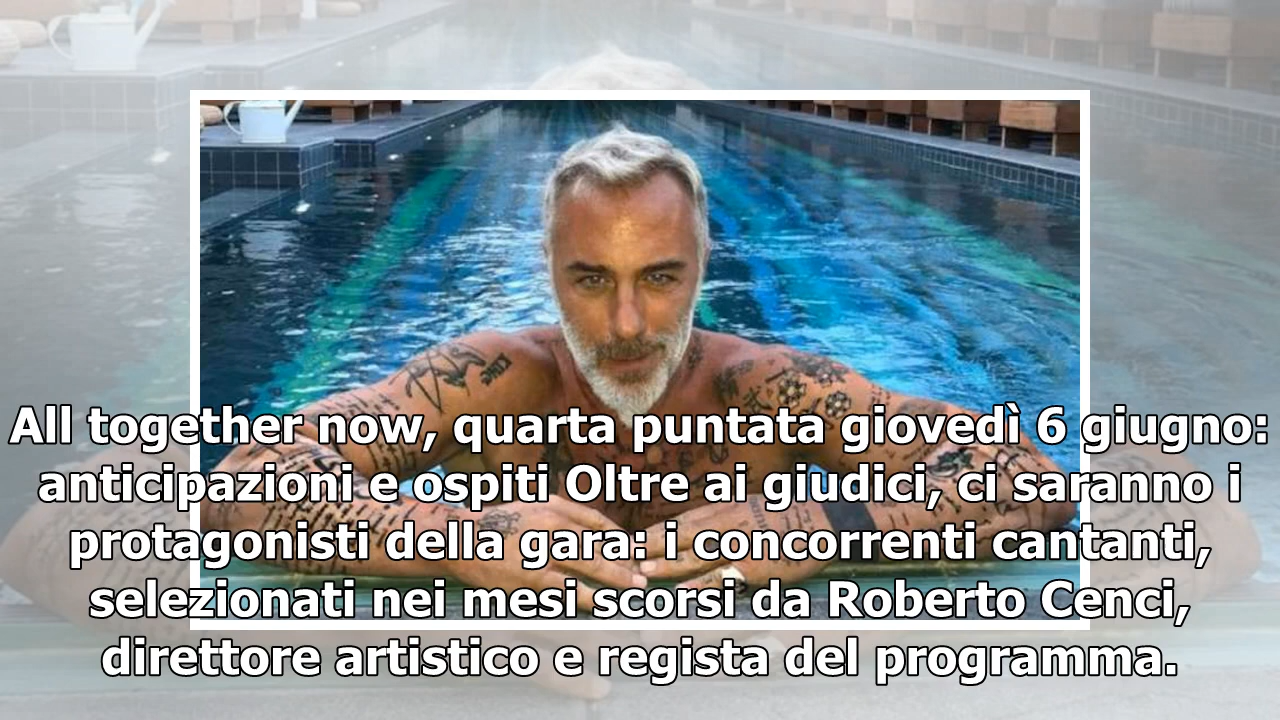 All together now, quarta puntata giovedì 6 giugno:
anticipazioni e ospiti Oltre ai giudici, ci saranno i
protagonisti della gara: i concorrenti cantanti,
selezionati nei mesi scorsi da Roberto Cenci,
direttore artistico e regista del programma.